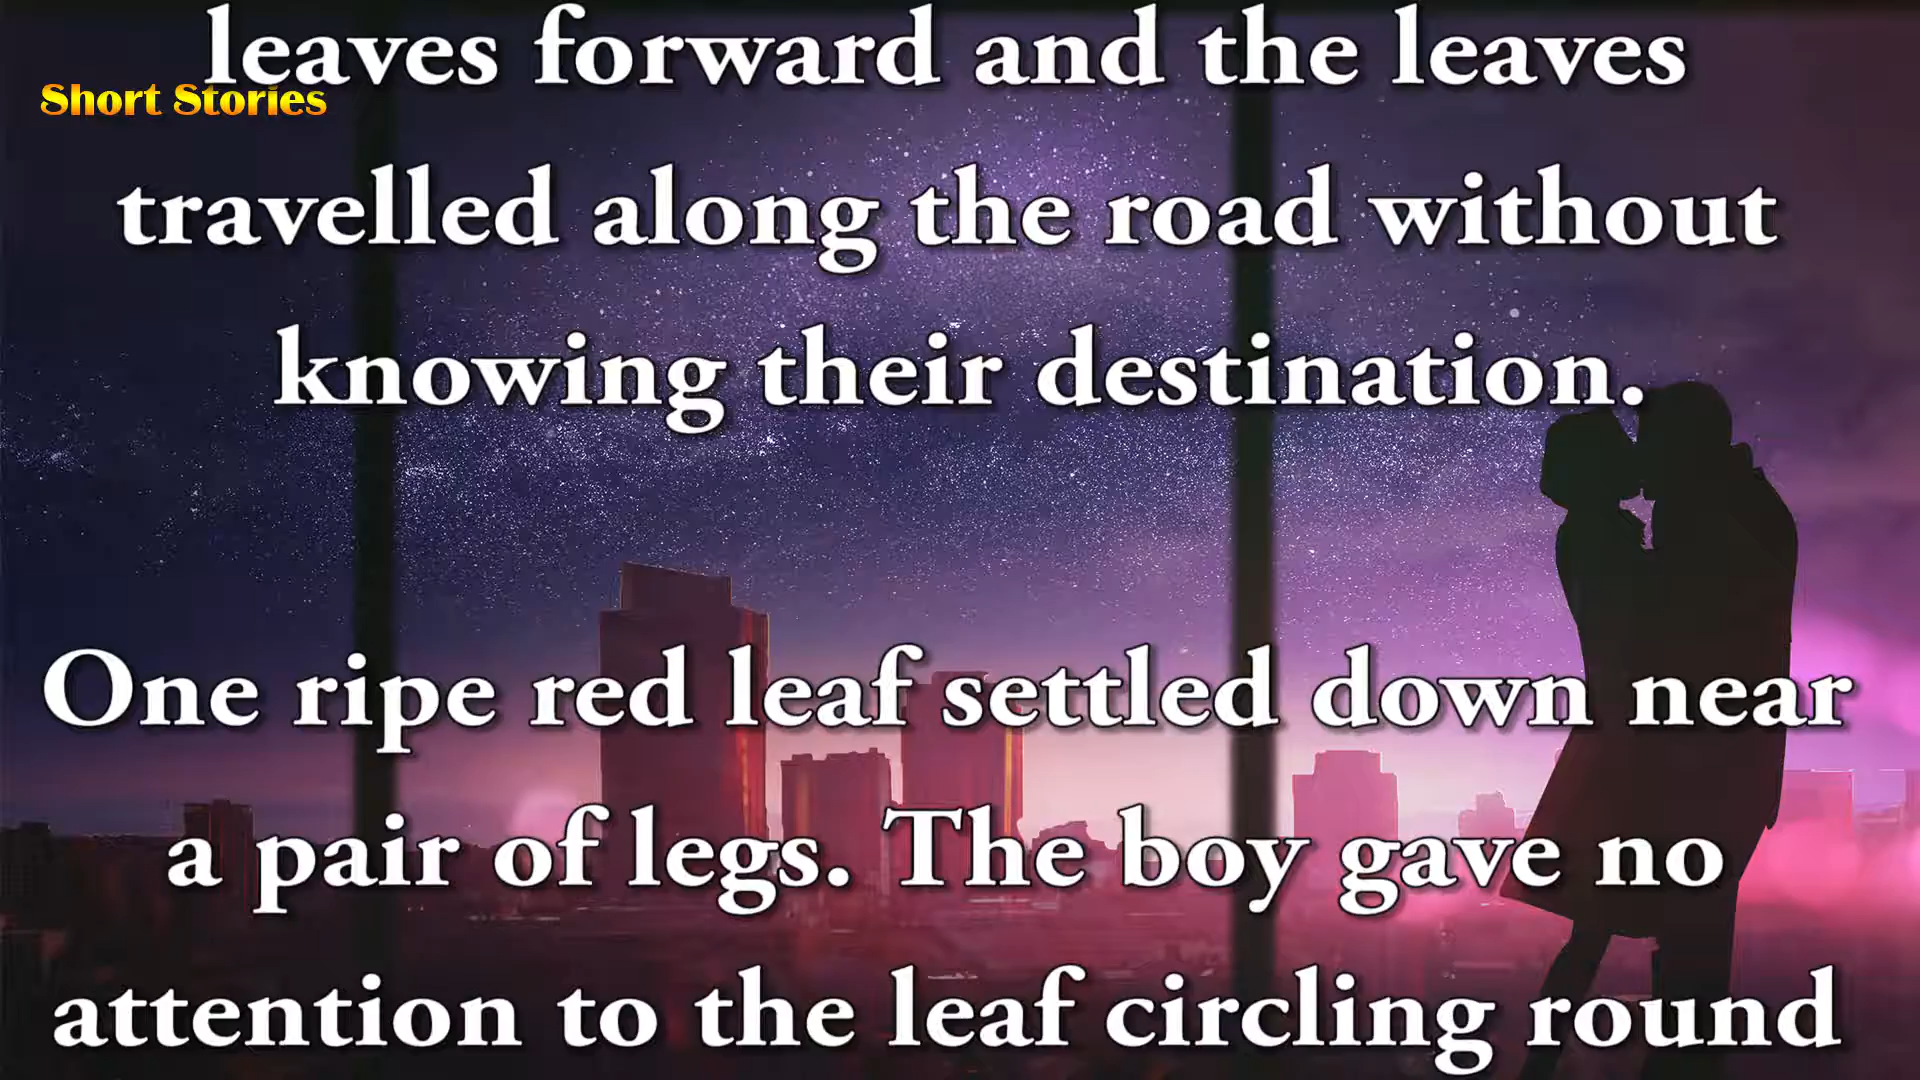 leaves forward and the leaves
Short Stories
travelled along the road without
knowing their destination.
One ripe red leaf settled down near
a pair of legs. The boy gave no
attention to the leaf circling round